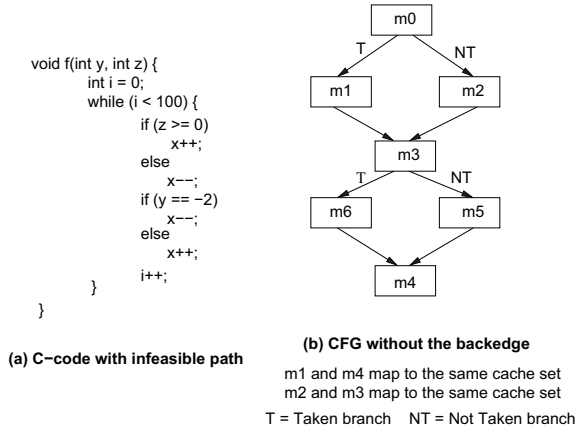 void f(int y, int z) {
int i = 0;
while (i < 100) {
if (z >= 0)
x++;
else
x−−;
if (y == −2)
x−−;
else
x++;
i++;
}
}
(a) C−code with infeasible path
m0
T
NT
m1
m2
m3
T
NT
m6
m5
m4
(b) CFG without the backedge
m1 and m4 map to the same cache set
m2 and m3 map to the same cache set
T = Taken branch NT = Not Taken branch